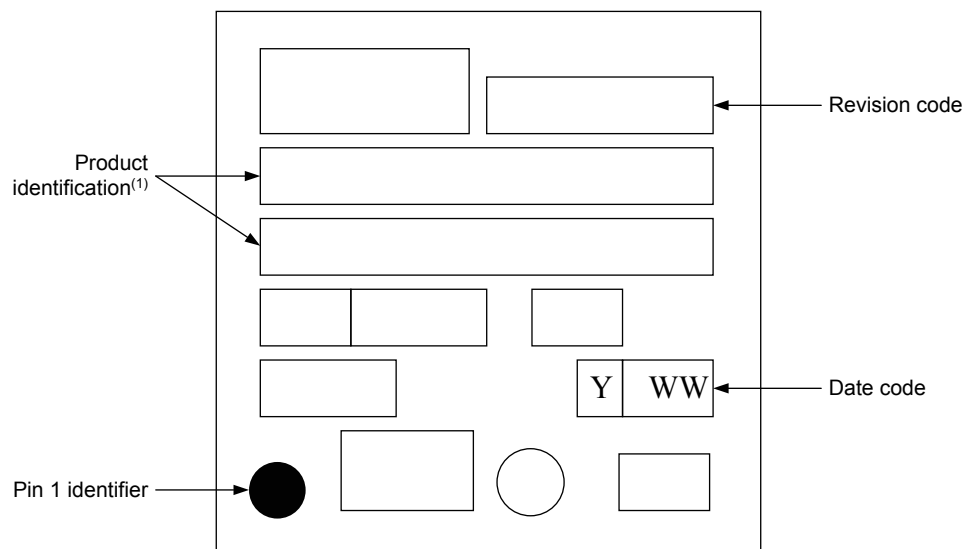 Revision code
Product
identification(1)
Y WW
Date code
Pin 1 identifier